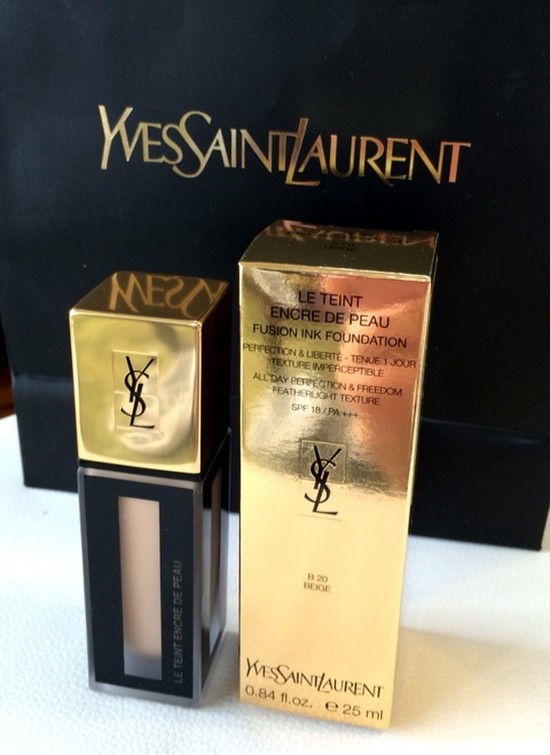 YVESSAINTLAURENT
YSL
LE TEINT ENCRE DE PEAU
B 20
BEIGE
LE TEINT
ENCRE DE PEAU
FUSION INK FOUNDATION
PERFECTION & LIBERTÉ - TENUE 1 JOUR
TEXTURE IMPERCEPTIBLE
ALL DAY PERFECTION & FREEDOM
FEATHERLIGHT TEXTURE
SPF 18 / PA +++
YSL
B 20
BEIGE
YVESSAINTLAURENT
0.84 fl.oz. ℮ 25 ml